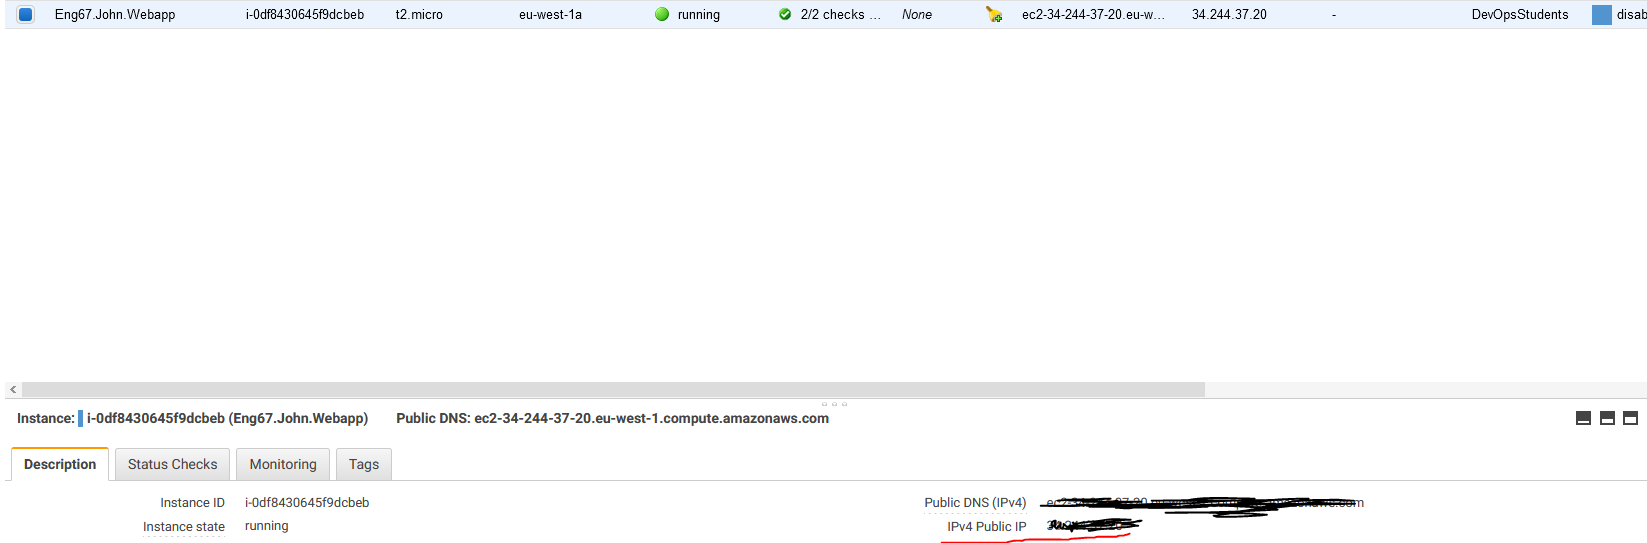 Eng67.John.Webapp i-0df8430645f9dcbeb t2.micro eu-west-1a running 2/2 checks ... None ec2-34-244-37-20.eu-w... 34.244.37.20 - DevOpsStudents disab
Instance: i-0df8430645f9dcbeb (Eng67.John.Webapp) Public DNS: ec2-34-244-37-20.eu-west-1.compute.amazonaws.com
Description Status Checks Monitoring Tags
Instance ID i-0df8430645f9dcbeb Public DNS (IPv4)
Instance state running IPv4 Public IP